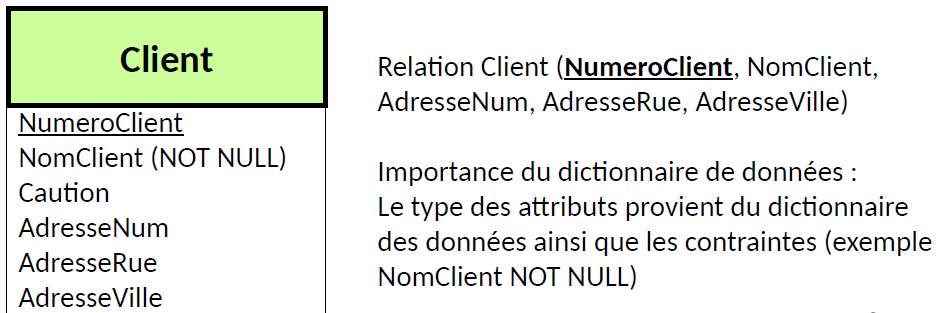 Client
NumeroClient
NomClient (NOT NULL)
Caution
AdresseNum
AdresseRue
AdresseVille
Relation Client (NumeroClient, NomClient,
AdresseNum, AdresseRue, AdresseVille)
Importance du dictionnaire de données :
Le type des attributs provient du dictionnaire
des données ainsi que les contraintes (exemple
NomClient NOT NULL)